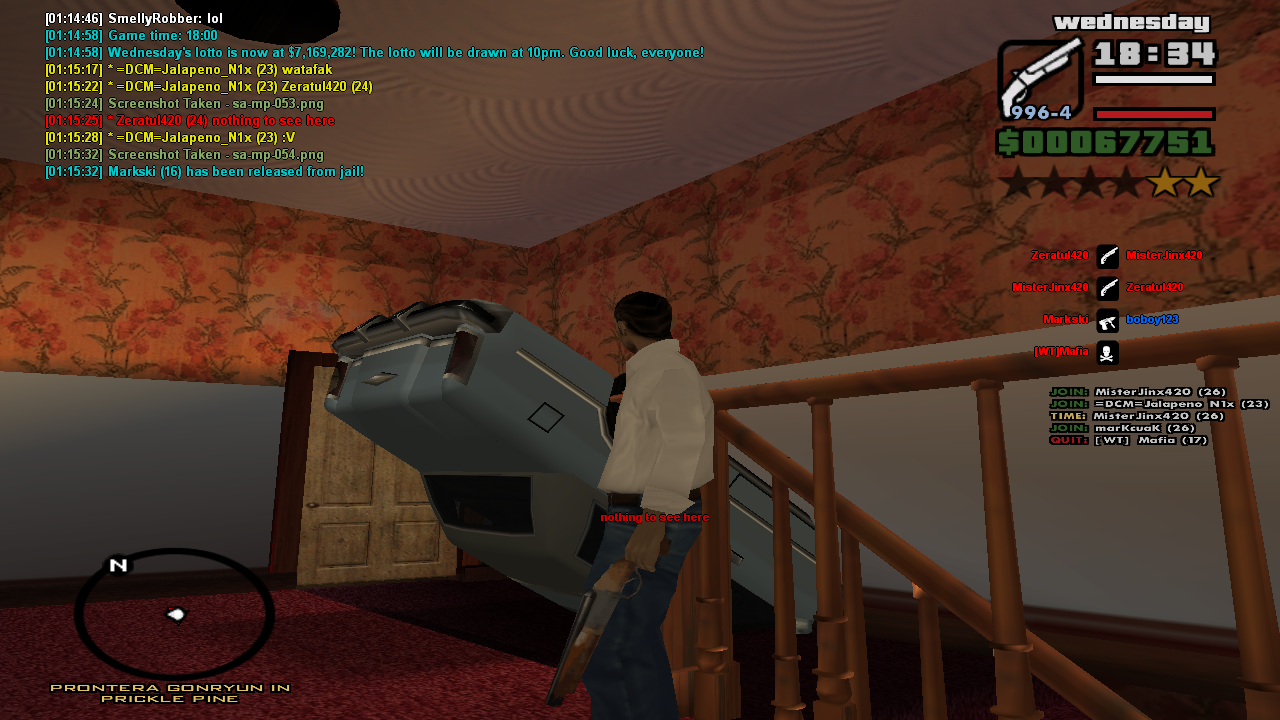 [01:14:46] SmellyRobber: lol
[01:14:58] Game time: 18:00
[01:14:58] Wednesday's lotto is now at $7,169,282! The lotto will be drawn at 10pm. Good luck, everyone!
[01:15:17] * =DCM=Jalapeno_N1x (23) watafak
[01:15:22] * =DCM=Jalapeno_N1x (23) Zeratul420 (24)
[01:15:24] Screenshot Taken - sa-mp-053.png
[01:15:25] * Zeratul420 (24) nothing to see here
[01:15:28] * =DCM=Jalapeno_N1x (23) :V
[01:15:32] Screenshot Taken - sa-mp-054.png
[01:15:32] Markski (16) has been released from jail!
wednesday
18:34
996-4
$00067751
Zeratul420 MisterJinx420
MisterJinx420 Zeratul420
Markski boboy123
[WT]Mafia
JOIN: MisterJinx420 (26)
JOIN: =DCM=Jalapeno N1x (23)
TIME: MisterJinx420 (26)
JOIN: marKcuaK (26)
QUIT: [ WT] Mafia (17)
nothing to see here
N
PRONTERA GONRYUN IN
PRICKLE PINE